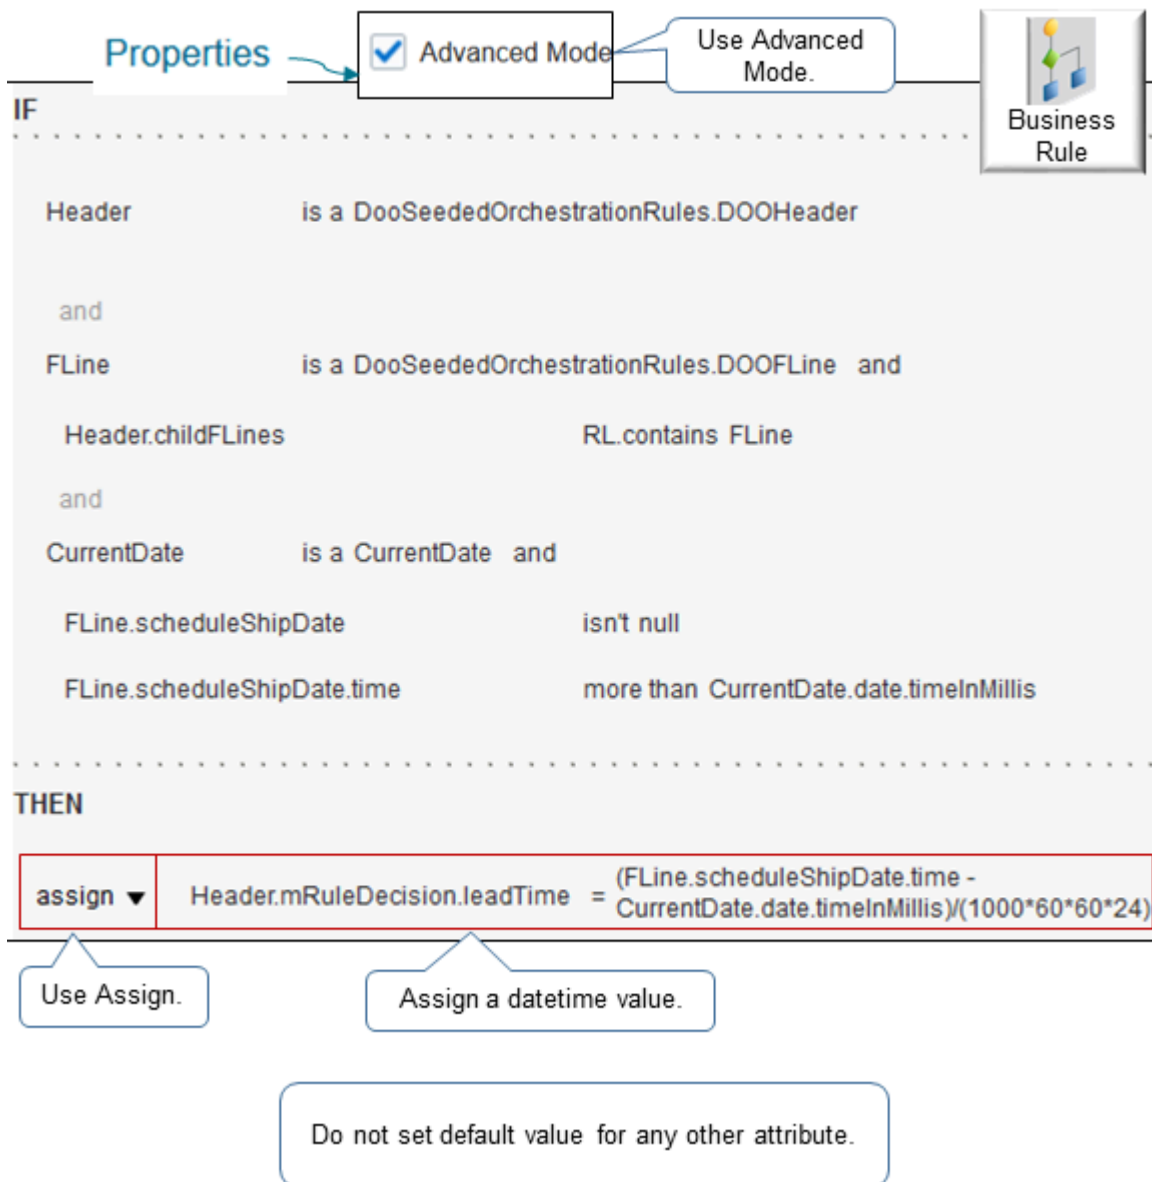 Properties
Advanced Mode
Use Advanced
Mode.
Business
Rule
IF
Header is a DooSeededOrchestrationRules.DOOHeader
and
FLine is a DooSeededOrchestrationRules.DOOFLine and
Header.childFLines RL.contains FLine
and
CurrentDate is a CurrentDate and
FLine.scheduleShipDate isn't null
FLine.scheduleShipDate.time more than CurrentDate.date.timeInMillis
THEN
assign Header.mRuleDecision.leadTime = (FLine.scheduleShipDate.time -
CurrentDate.date.timeInMillis)/(1000*60*60*24)
Use Assign.
Assign a datetime value.
Do not set default value for any other attribute.